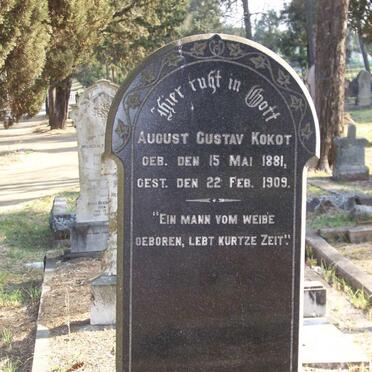 Hier ruht in Gott
AUGUST GUSTAV KOKOT
GEB. DEN 15 MAI 1881,
GEST. DEN 22 FEB. 1909.
"EIN MANN VOM WEIBE
GEBOREN, LEBT KURTZE ZEIT."